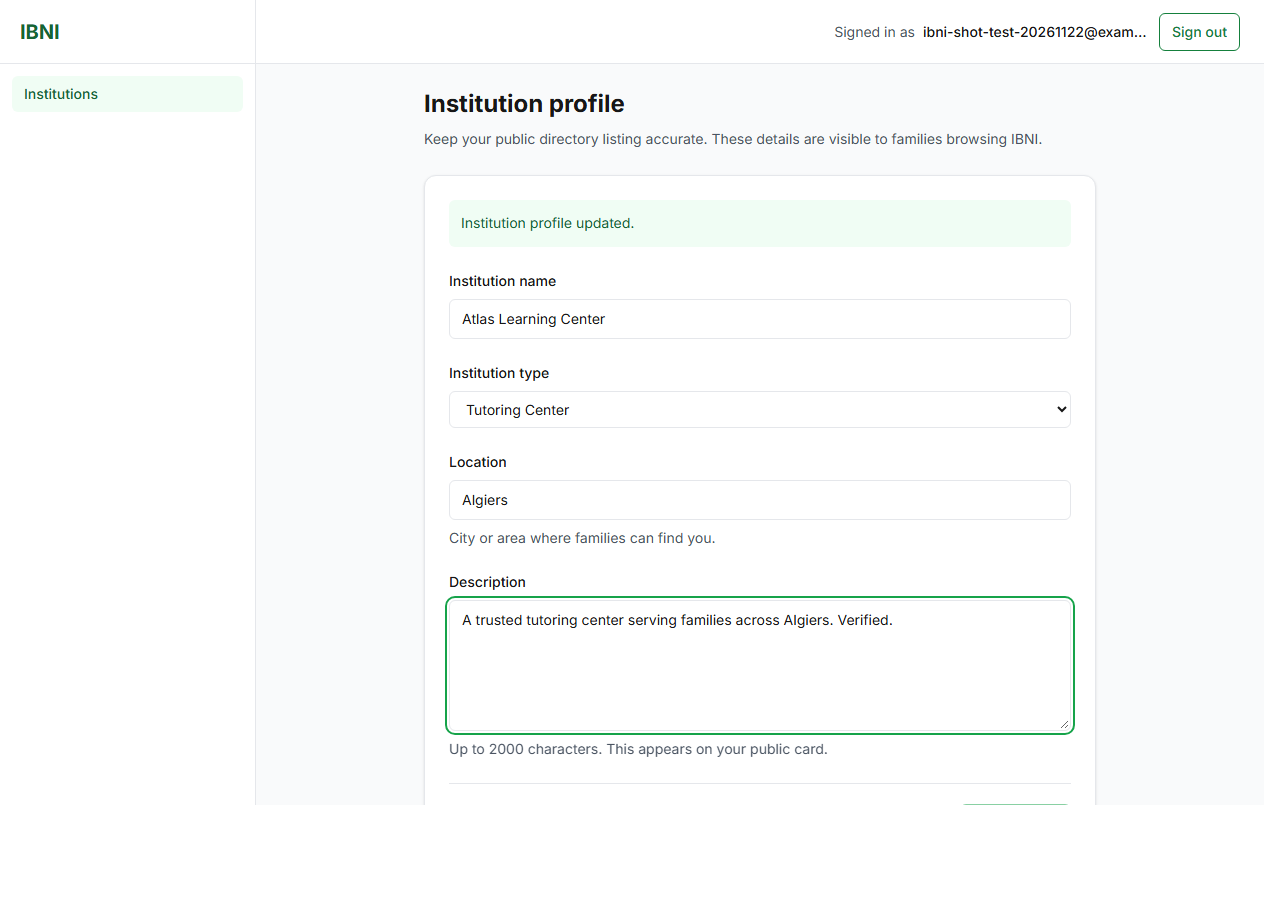 IBNI
Signed in as ibni-shot-test-20261122@exam...
Sign out
Institutions
Institution profile
Keep your public directory listing accurate. These details are visible to families browsing IBNI.
Institution profile updated.
Institution name
Atlas Learning Center
Institution type
Tutoring Center
Location
Algiers
City or area where families can find you.
Description
A trusted tutoring center serving families across Algiers. Verified.
Up to 2000 characters. This appears on your public card.